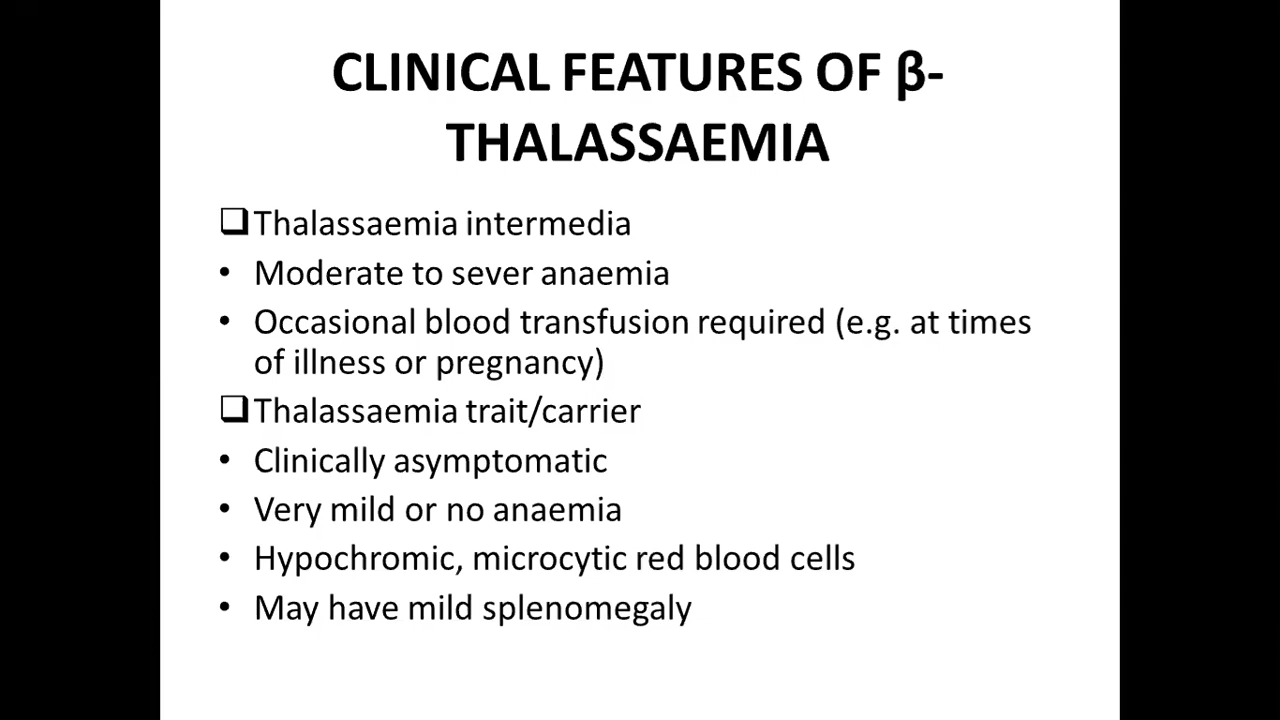 CLINICAL FEATURES OF β-
THALASSAEMIA
❑Thalassaemia intermedia
• Moderate to sever anaemia
• Occasional blood transfusion required (e.g. at times
of illness or pregnancy)
❑Thalassaemia trait/carrier
• Clinically asymptomatic
• Very mild or no anaemia
• Hypochromic, microcytic red blood cells
• May have mild splenomegaly